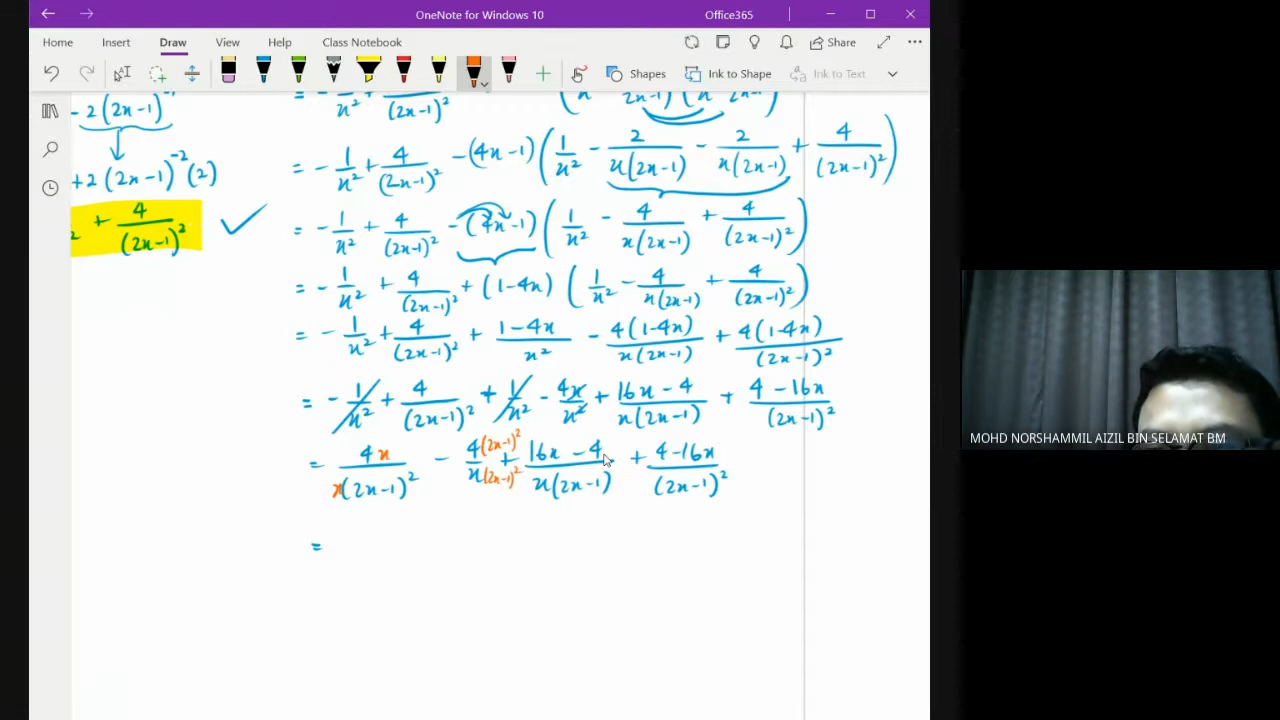 OneNote for Windows 10
Office365
Home Insert Draw View Help Class Notebook
Share
Shapes
Ink to Shape
Ink to Text
-2(2x-1)
+2(2x-1)^-2 (2)
+ 4/(2x-1)^2
= -1/x^2 + 4/(2x-1)^2 -(4x-1)(1/x^2 - 2/x(2x-1) - 2/x(2x-1) + 4/(2x-1)^2)
= -1/x^2 + 4/(2x-1)^2 -(4x-1)(1/x^2 - 4/x(2x-1) + 4/(2x-1)^2)
= -1/x^2 + 4/(2x-1)^2 +(1-4x)(1/x^2 - 4/x(2x-1) + 4/(2x-1)^2)
= -1/x^2 + 4/(2x-1)^2 + 1-4x/x^2 - 4(1-4x)/x(2x-1) + 4(1-4x)/(2x-1)^2
= -1/x^2 + 4/(2x-1)^2 + 1/x^2 - 4x/x^2 + 16x-4/x(2x-1) + 4-16x/(2x-1)^2
= 4x/x(2x-1)^2 - 4(2x-1)^2/x(2x-1)^2 + 16x-4/x(2x-1) + 4-16x/(2x-1)^2
=
MOHD NORSHAMMIL AIZIL BIN SELAMAT BM